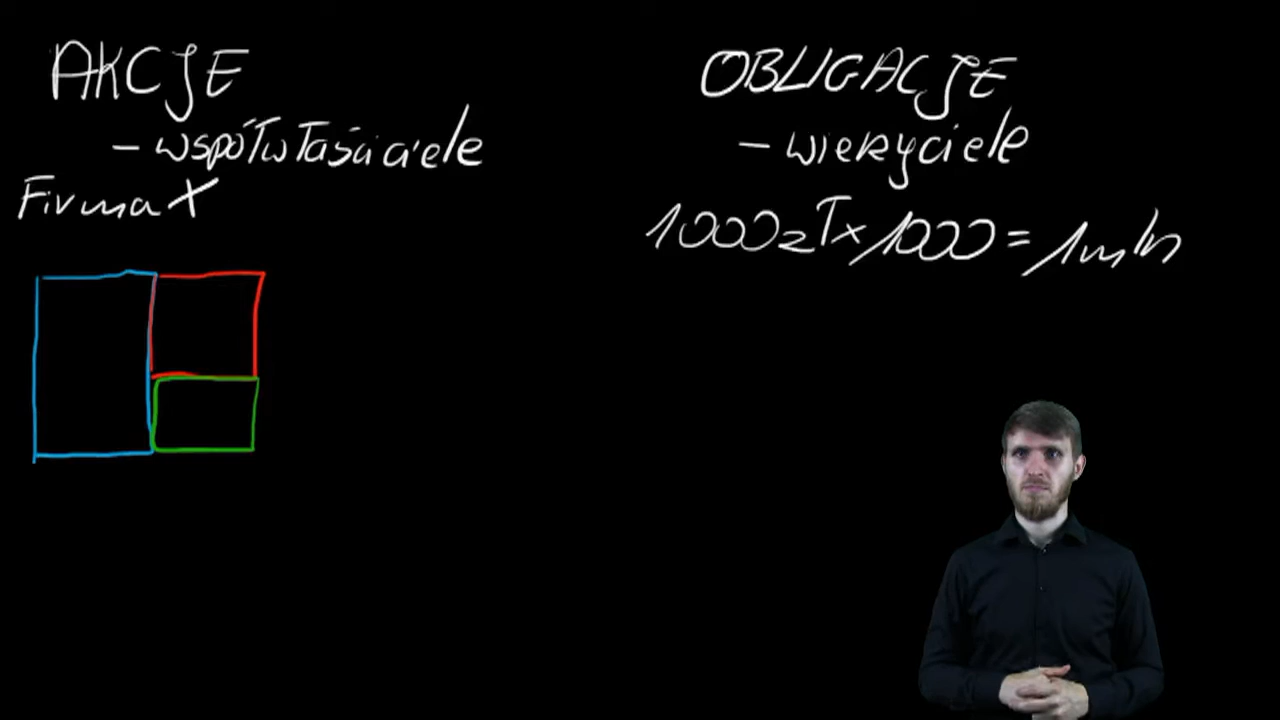 AKCJE
- współwłaściciele
Firma X
OBLIGACJE
- wierzyciele
1000zł x 1000 = 1mln